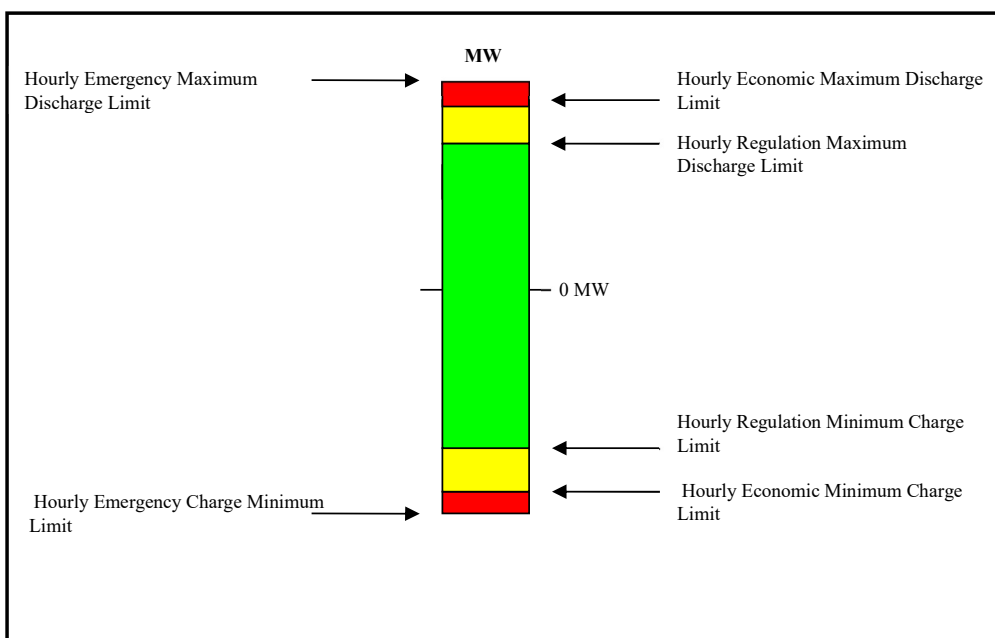 MW
Hourly Emergency Maximum
Discharge Limit
Hourly Economic Maximum Discharge
Limit
Hourly Regulation Maximum
Discharge Limit
0 MW
Hourly Regulation Minimum Charge
Limit
Hourly Emergency Charge Minimum
Limit
Hourly Economic Minimum Charge
Limit